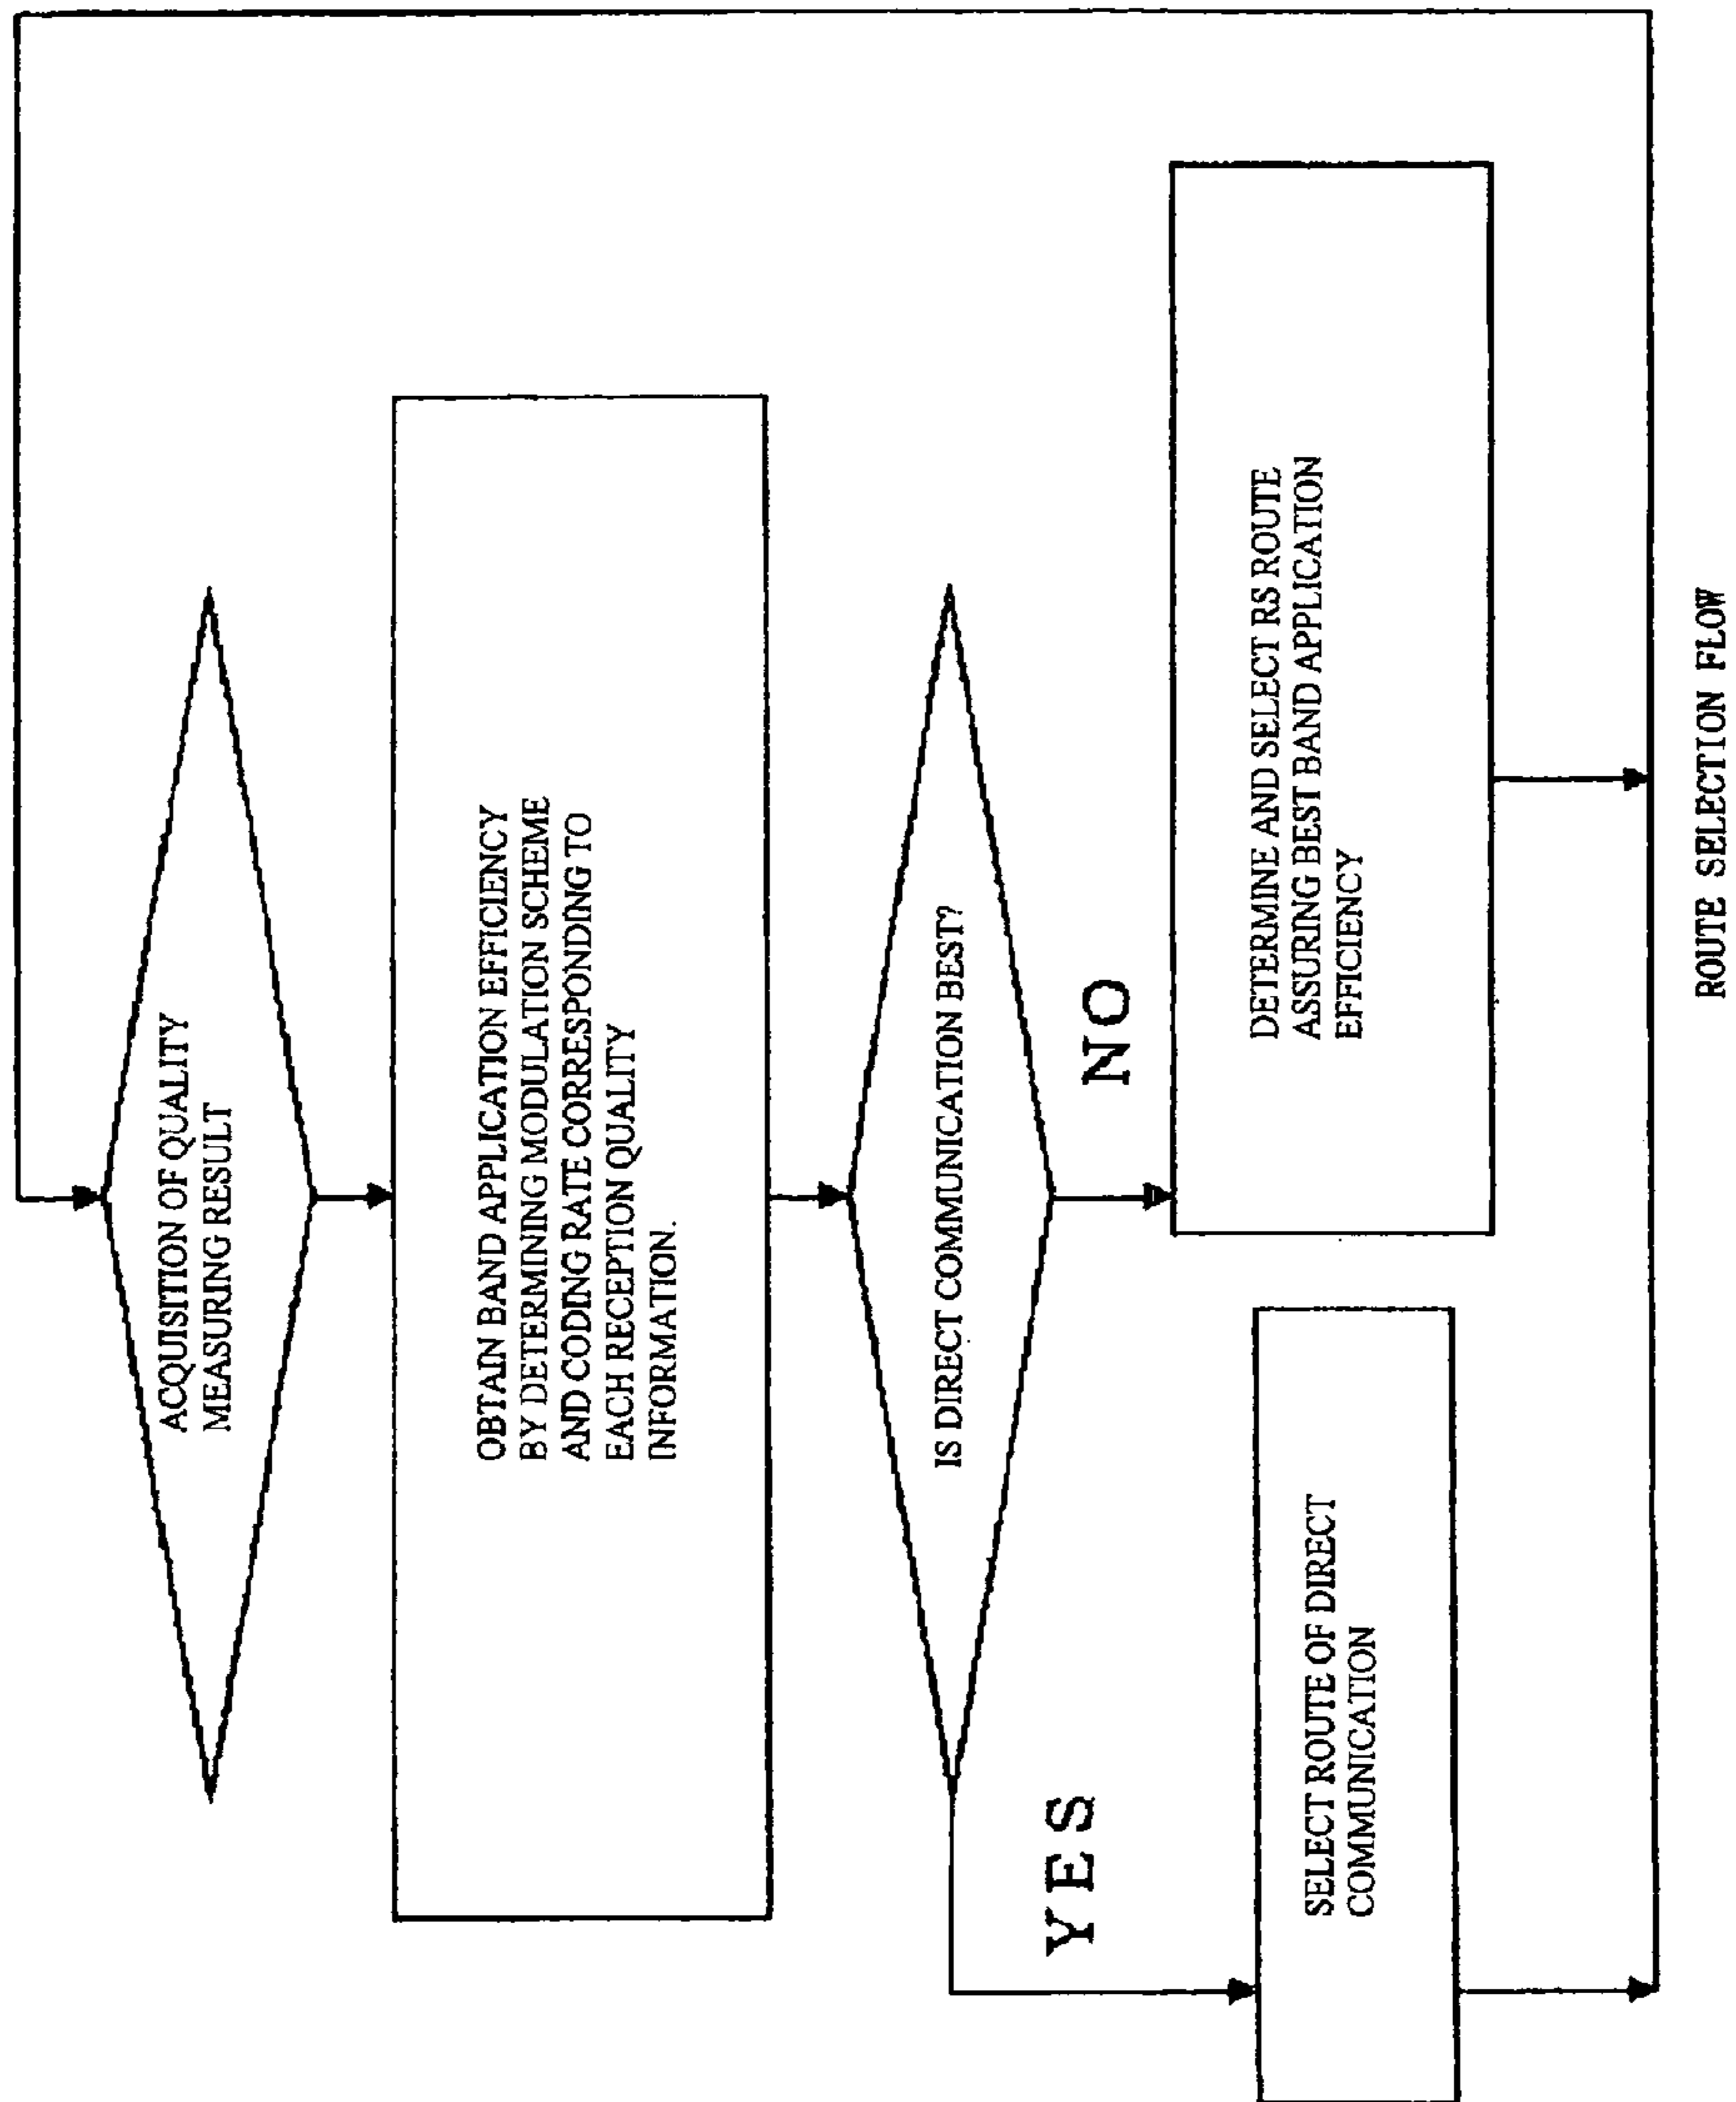 ACQUISITION OF QUALITY
MEASURING RESULT
OBTAIN BAND APPLICATION EFFICIENCY
BY DETERMINING MODULATION SCHEME
AND CODING RATE CORRESPONDING TO
EACH RECEPTION QUALITY
INFORMATION.
IS DIRECT COMMUNICATION BEST?
YES
NO
SELECT ROUTE OF DIRECT
COMMUNICATION
DETERMINE AND SELECT RS ROUTE
ASSURING BEST BAND APPLICATION
EFFICIENCY
ROUTE SELECTION FLOW